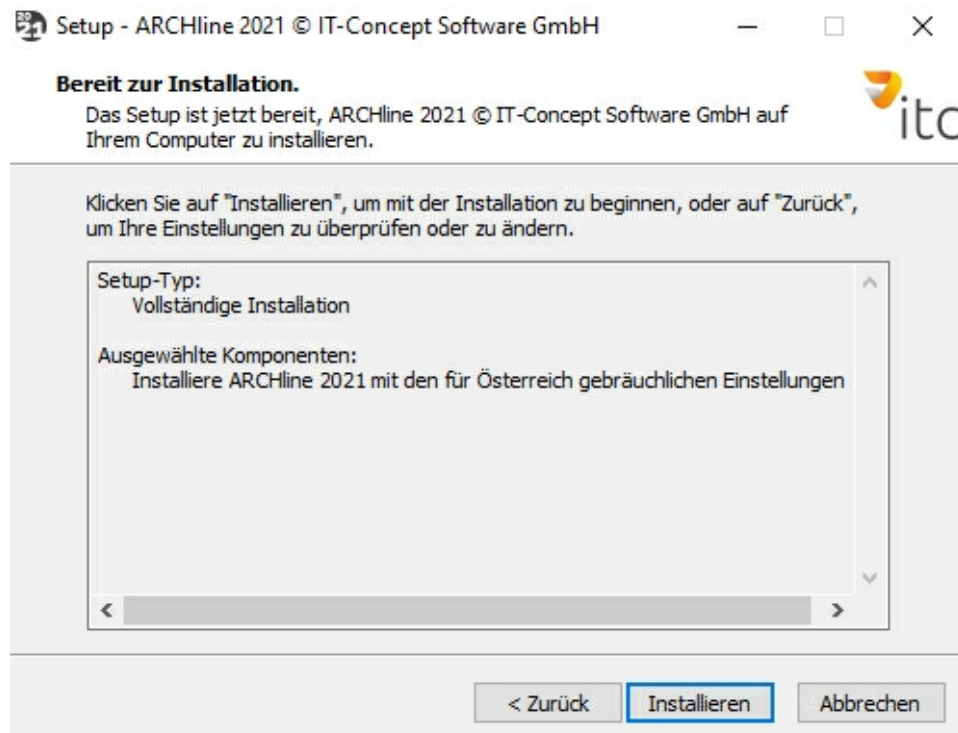 20
21
Setup - ARCHline 2021 © IT-Concept Software GmbH
Bereit zur Installation.
Das Setup ist jetzt bereit, ARCHline 2021 © IT-Concept Software GmbH auf
Ihrem Computer zu installieren.
itc
Klicken Sie auf "Installieren", um mit der Installation zu beginnen, oder auf "Zurück",
um Ihre Einstellungen zu überprüfen oder zu ändern.
Setup-Typ:
Vollständige Installation
Ausgewählte Komponenten:
Installiere ARCHline 2021 mit den für Österreich gebräuchlichen Einstellungen
< Zurück
Installieren
Abbrechen